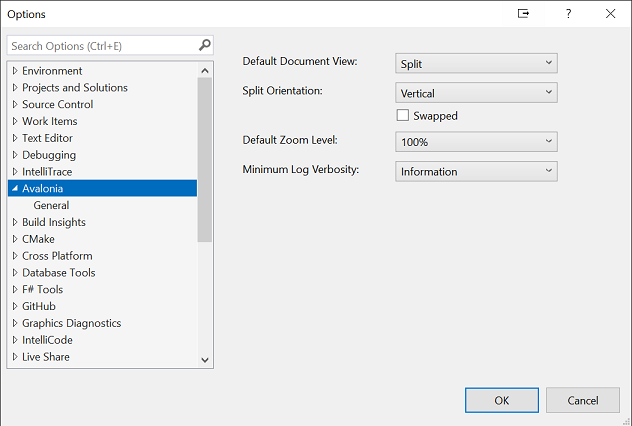 Options
?
Search Options (Ctrl+E)
Environment
Projects and Solutions
Source Control
Work Items
Text Editor
Debugging
IntelliTrace
Avalonia
General
Build Insights
CMake
Cross Platform
Database Tools
F# Tools
GitHub
Graphics Diagnostics
IntelliCode
Live Share
Default Document View: Split
Split Orientation: Vertical
Swapped
Default Zoom Level: 100%
Minimum Log Verbosity: Information
OK Cancel